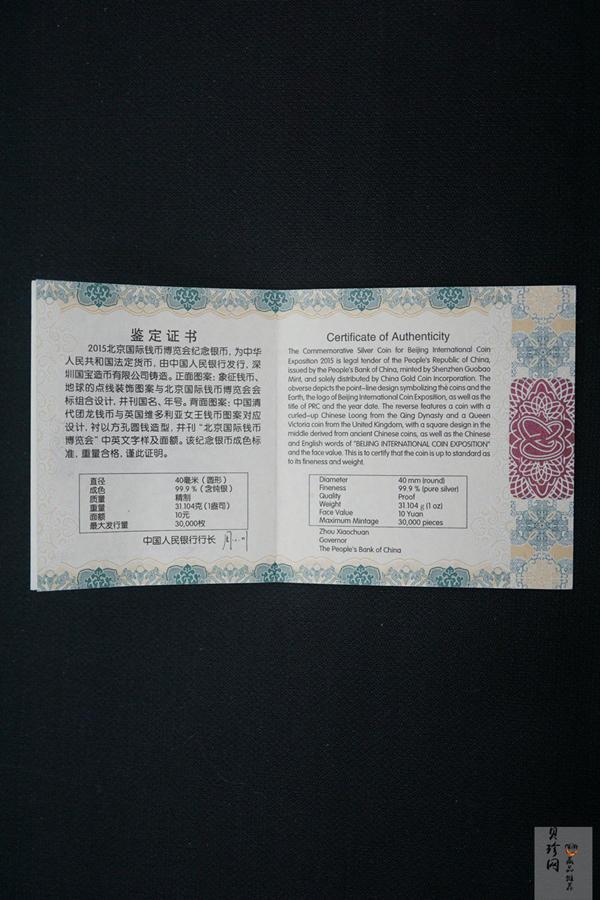 鉴定证书
2015北京国际钱币博览会纪念银币，为中华
人民共和国法定货币，由中国人民银行发行，深
圳国宝造币有限公司铸造。正面图案：象征钱币、
地球的点线装饰图案与北京国际钱币博览会会
标组合设计，并刊国名、年号。背面图案：中国清
代团龙钱币与英国维多利亚女王钱币图案对应
设计，衬以方孔圆钱造型，并刊“北京国际钱币
博览会”中英文字样及面额。该纪念银币成色标
准，重量合格，谨此证明。
直径 40毫米（圆形）
成色 99.9％（含纯银）
质量 精制
重量 31.104克（1盎司）
面额 10元
最大发行量 30,000枚
中国人民银行行长
Certificate of Authenticity
The Commemorative Silver Coin for Beijing International Coin
Exposition 2015 is legal tender of the People's Republic of China,
issued by the People's Bank of China, minted by Shenzhen Guobao
Mint, and solely distributed by China Gold Coin Incorporation. The
obverse depicts the point-line design symbolizing the coins and the
Earth, the logo of Beijing International Coin Exposition, as well as the
title of PRC and the year date. The reverse features a coin with a
curled-up Chinese Loong from the Qing Dynasty and a Queen
Victoria coin from the United Kingdom, with a square design in the
middle derived from ancient Chinese coins, as well as the Chinese
and English words of "BEIJING INTERNATIONAL COIN EXPOSITION"
and the face value. This is to certify that the coin is up to standard as
to its fineness and weight.
Diameter 40 mm (round)
Fineness 99.9 % (pure silver)
Quality Proof
Weight 31.104 g (1 oz)
Face Value 10 Yuan
Maximum Mintage 30,000 pieces
Zhou Xiaochuan
Governor
The People's Bank of China
贝珍网
藏品推荐